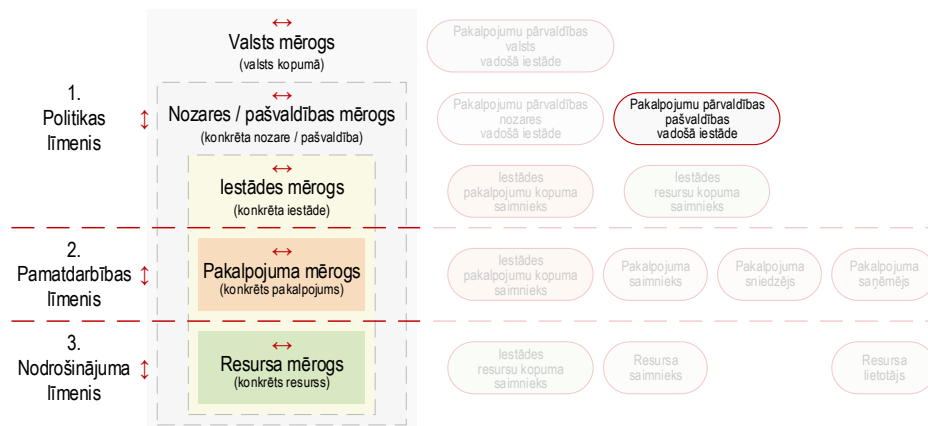 Valsts mērogs
(valsts kopumā)
Pakalpojumu pārvaldības
valsts
vadošā iestāde
1.
Politikas
līmenis
Nozares / pašvaldības mērogs
(konkrēta nozare / pašvaldība)
Pakalpojumu pārvaldības
nozares
vadošā iestāde
Pakalpojumu pārvaldības
pašvaldības
vadošā iestāde
Iestādes mērogs
(konkrēta iestāde)
Iestādes
pakalpojumu kopuma
saimnieks
Iestādes
resursu kopuma
saimnieks
2.
Pamatdarbības
līmenis
Pakalpojuma mērogs
(konkrēts pakalpojums)
Iestādes
pakalpojumu kopuma
saimnieks
Pakalpojuma
saimnieks
Pakalpojuma
sniedzējs
Pakalpojuma
saņēmējs
3.
Nodrošinājuma
līmenis
Resursa mērogs
(konkrēts resurss)
Iestādes
resursu kopuma
saimnieks
Resursa
saimnieks
Resursa
lietotājs